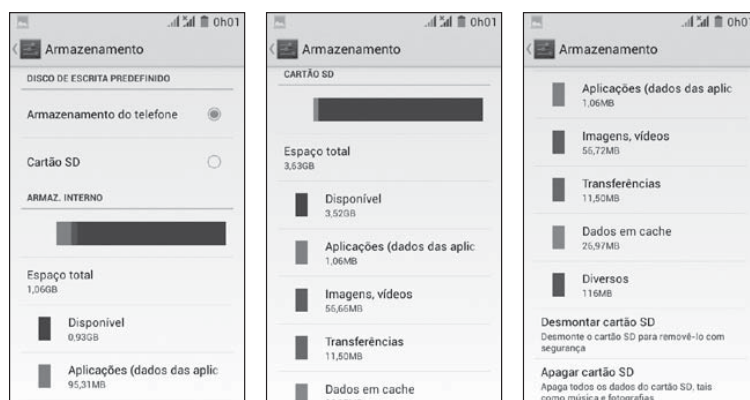 0h01
Armazenamento
DISCO DE ESCRITA PREDEFINIDO
Armazenamento do telefone
Cartão SD
ARMAZ. INTERNO
Espaço total
1,06GB
Disponível
0,93GB
Aplicações (dados das aplic
95,31MB
0h01
Armazenamento
CARTÃO SD
Espaço total
3,63GB
Disponível
3,52GB
Aplicações (dados das aplic
1,06MB
Imagens, vídeos
56,66MB
Transferências
11,50MB
Dados em cache
0h01
Armazenamento
Aplicações (dados das aplic
1,06MB
Imagens, vídeos
56,72MB
Transferências
11,50MB
Dados em cache
26,97MB
Diversos
116MB
Desmontar cartão SD
Desmonte o cartão SD para removê-lo com
segurança
Apagar cartão SD
Apaga todos os dados do cartão SD, tais
como música e fotografias